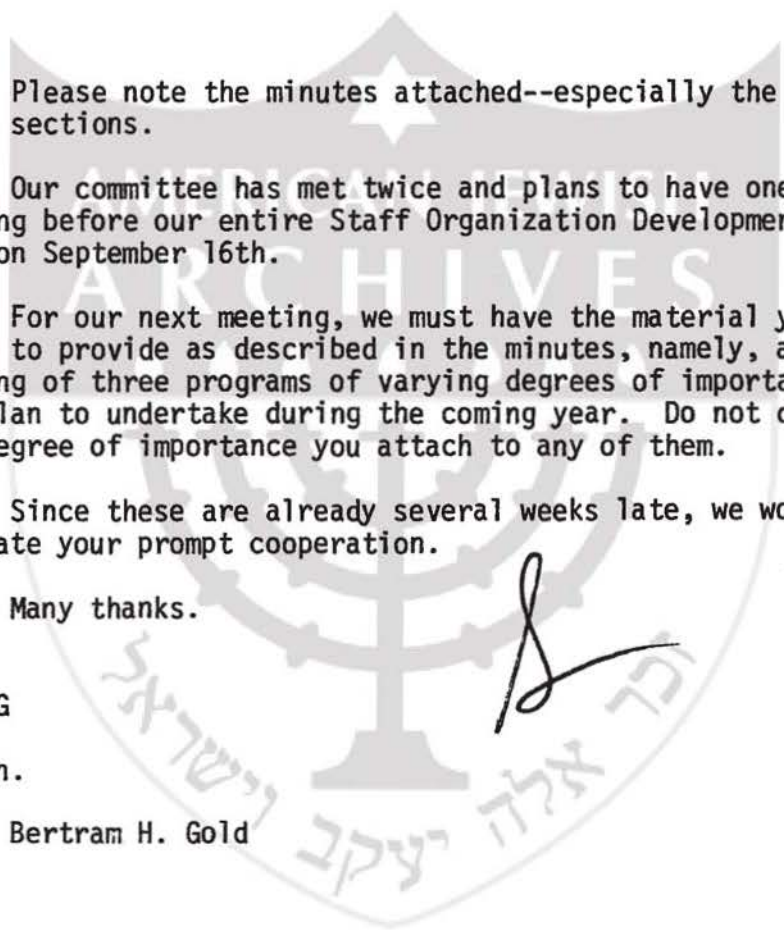 Please note the minutes attached--especially the
sections.
AMERICAN JEWISH
Our committee has met twice and plans to have one
ng before our entire Staff Organization Developmen
on September 16th.
ARCHIVES
For our next meeting, we must have the material y
to provide as described in the minutes, namely, a
ng of three programs of varying degrees of importa
lan to undertake during the coming year. Do not
egree of importance you attach to any of them.
Since these are already several weeks late, we wo
ate your prompt cooperation.
Many thanks.
G
n.
Bertram H. Gold
זכר אלה יעקב וישראל